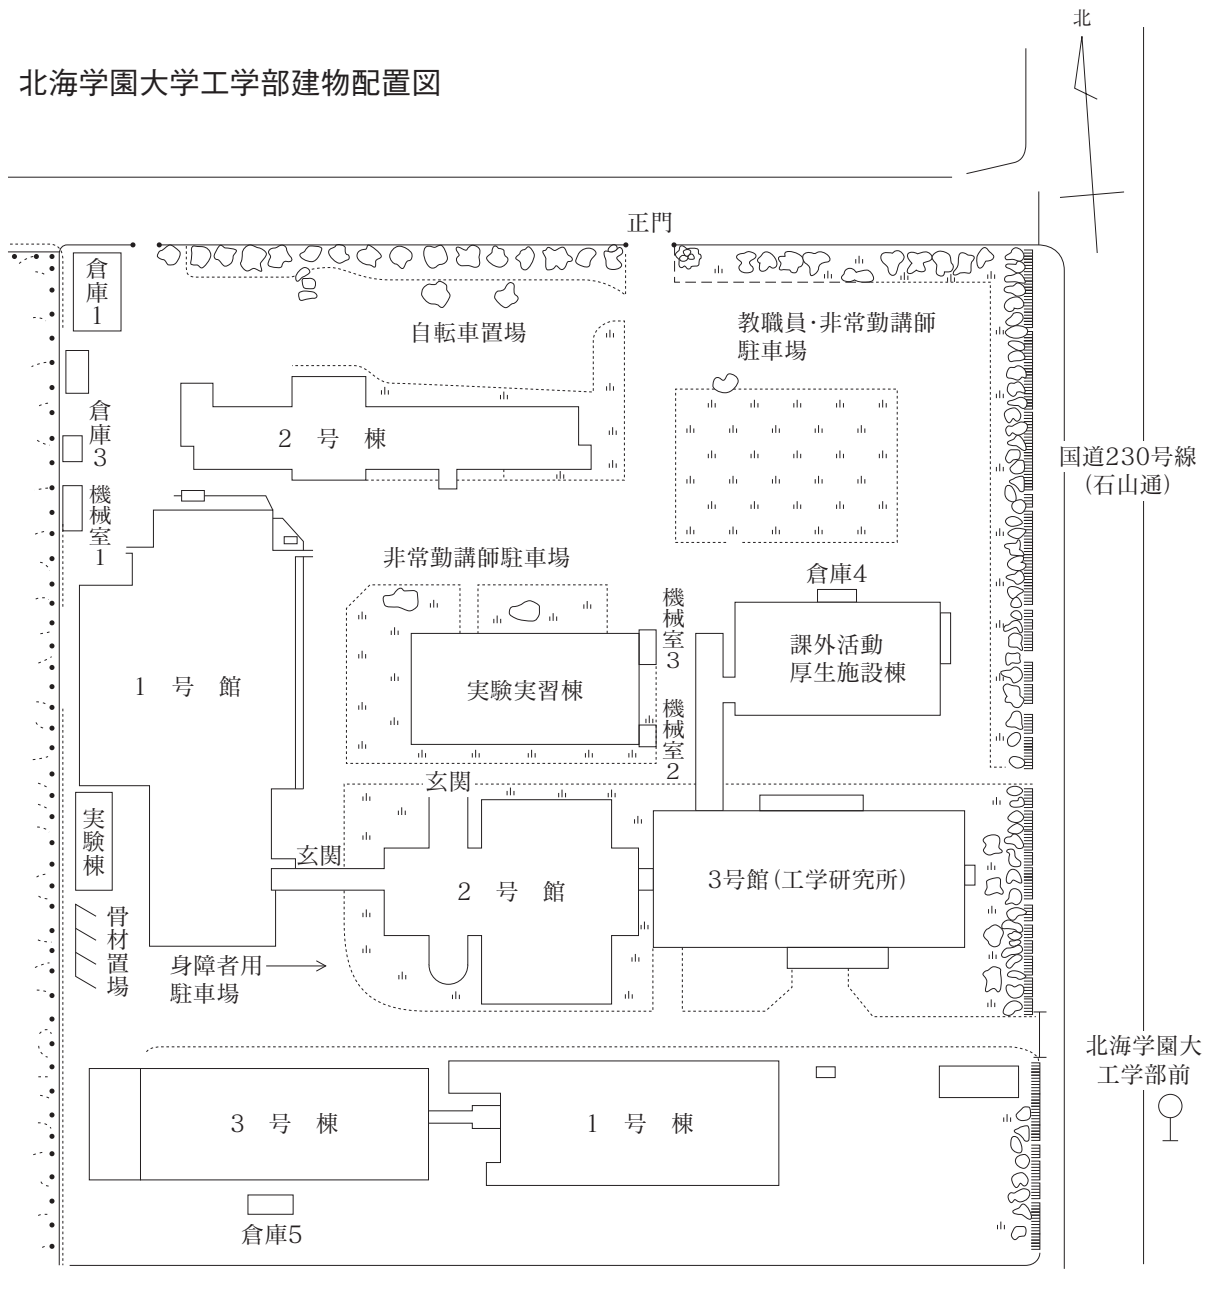 北
北海学園大学工学部建物配置図
正門
倉庫1
自転車置場
教職員・非常勤講師
駐車場
倉庫3
2号棟
国道230号線
(石山通)
機械室1
非常勤講師駐車場
倉庫4
機械室3
課外活動
厚生施設棟
1号館
実験実習棟
機械室2
玄関
実験棟
玄関
2号館
3号館(工学研究所)
骨材置場
身障者用
駐車場
北海学園大
工学部前
3号棟
1号棟
倉庫5